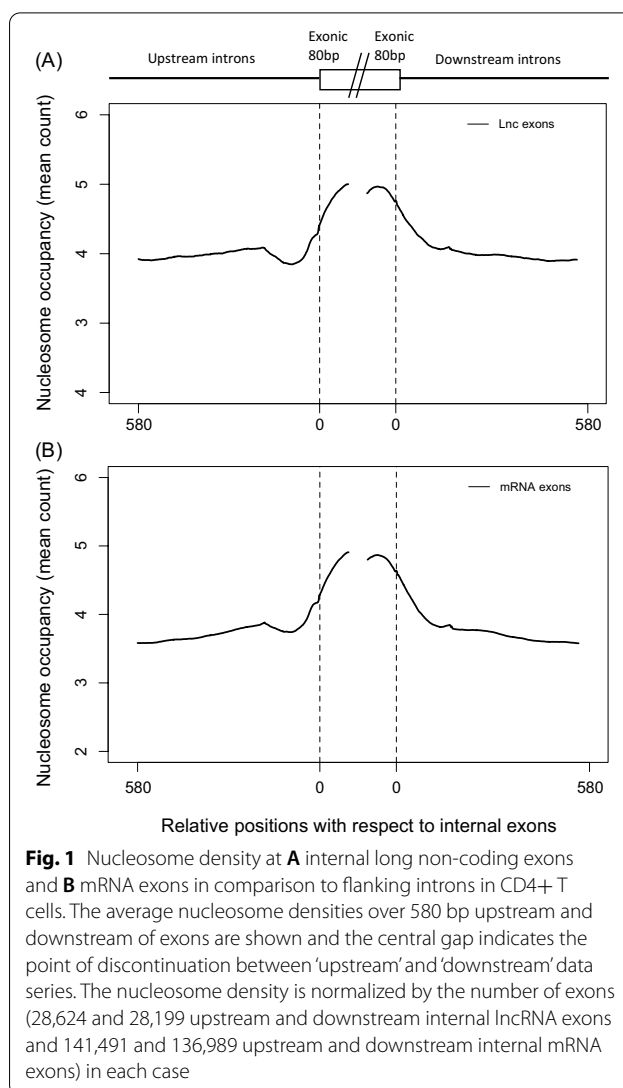 Exonic Exonic
(A) Upstream introns 80bp 80bp Downstream introns
Nucleosome occupancy (mean count)
6
5
4
3
4
Lnc exons
580 0 0 580
(B)
Nucleosome occupancy (mean count)
6
5
4
3
2
mRNA exons
580 0 0 580
Relative positions with respect to internal exons
Fig. 1 Nucleosome density at A internal long non-coding exons
and B mRNA exons in comparison to flanking introns in CD4+ T
cells. The average nucleosome densities over 580 bp upstream and
downstream of exons are shown and the central gap indicates the
point of discontinuation between ‘upstream’ and ‘downstream’ data
series. The nucleosome density is normalized by the number of exons
(28,624 and 28,199 upstream and downstream internal lncRNA exons
and 141,491 and 136,989 upstream and downstream internal mRNA
exons) in each case